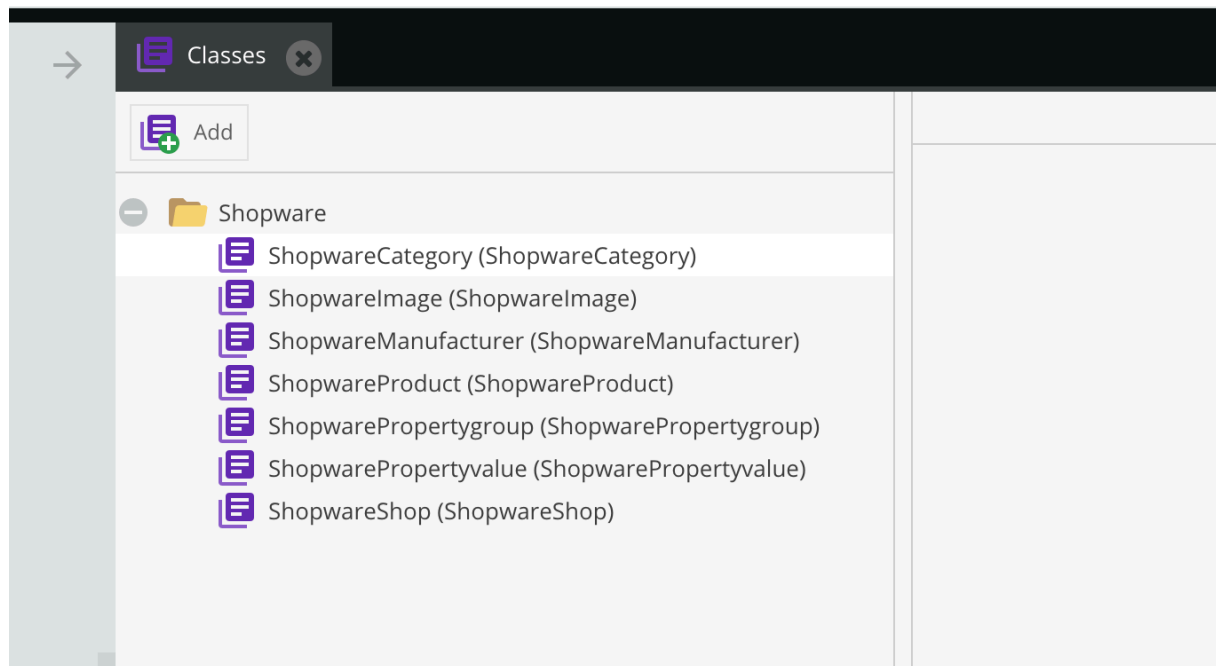 Classes
Add
Shopware
ShopwareCategory (ShopwareCategory)
ShopwareImage (ShopwareImage)
ShopwareManufacturer (ShopwareManufacturer)
ShopwareProduct (ShopwareProduct)
ShopwarePropertygroup (ShopwarePropertygroup)
ShopwarePropertyvalue (ShopwarePropertyvalue)
ShopwareShop (ShopwareShop)